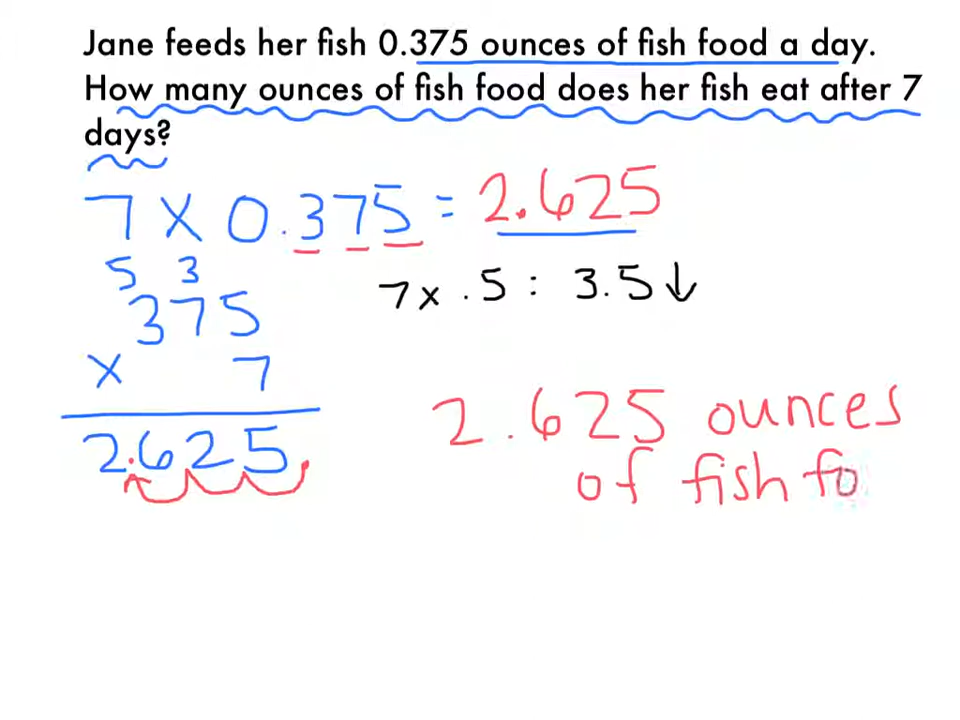 Jane feeds her fish 0.375 ounces of fish food a day.
How many ounces of fish food does her fish eat after 7
days?
7 x 0.375 = 2.625
7 x .5 = 3.5↓
5 3
375
x 7
2.625
2.625 ounces
of fish fo